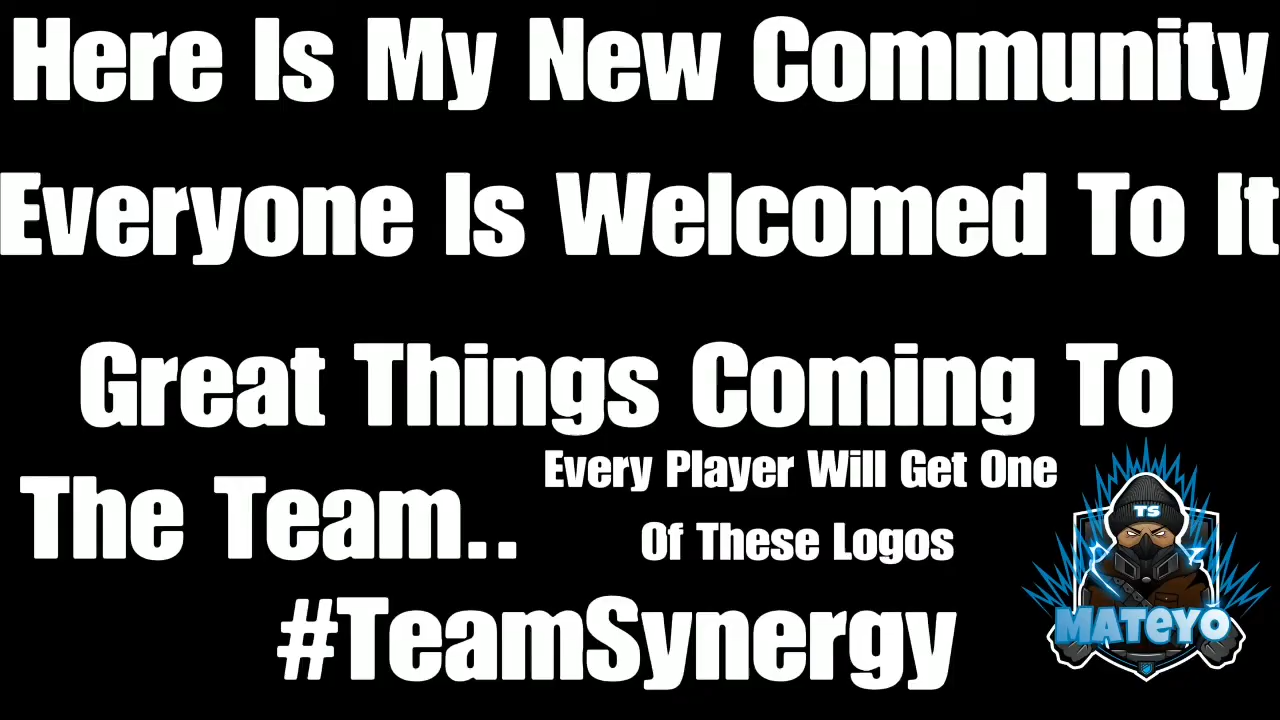 Here Is My New Community
Everyone Is Welcomed To It
Great Things Coming To
The Team..
Every Player Will Get One
Of These Logos
#TeamSynergy
TS
MATEYO